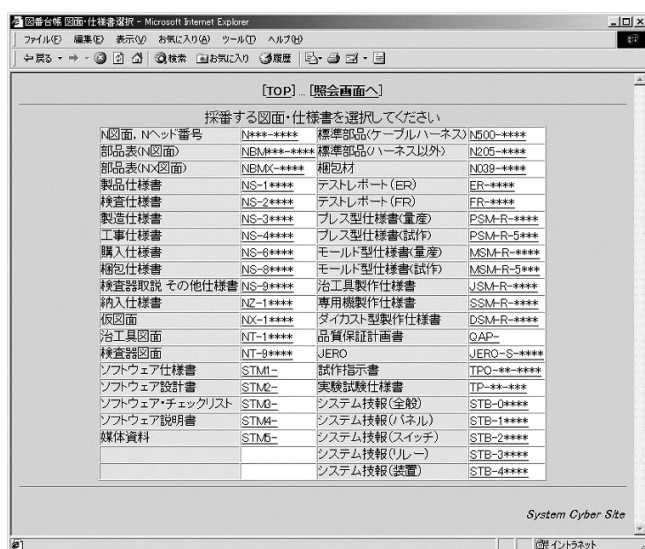 図番台帳 図面･仕様書選択 - Microsoft Internet Explorer
ファイル(F) 編集(E) 表示(V) お気に入り(A) ツール(T) ヘルプ(H)
戻る 検索 お気に入り 履歴
[TOP] … [照会画面へ]
採番する図面･仕様書を選択してください
N図面, Nヘッド番号 N***-**** 標準部品(ケーブルハーネス) N500-****
部品表(N図面) NBM***-**** 標準部品(ハーネス以外) N205-****
部品表(NX図面) NBMX-**** 梱包材 N039-****
製品仕様書 NS-1**** テストレポート(ER) ER-****
検査仕様書 NS-2**** テストレポート(FR) FR-****
製造仕様書 NS-3**** プレス型仕様書(量産) PSM-R-****
工事仕様書 NS-4**** プレス型仕様書(試作) PSM-R-5***
購入仕様書 NS-6**** モールド型仕様書(量産) MSM-R-****
梱包仕様書 NS-8**** モールド型仕様書(試作) MSM-R-5***
検査器取説 その他仕様書 NS-9**** 治工具製作仕様書 JSM-R-****
納入仕様書 NZ-1**** 専用機製作仕様書 SSM-R-****
仮図面 NX-1**** ダイカスト型製作仕様書 DSM-R-****
治工具図面 NT-1**** 品質保証計画書 QAP-
検査器図面 NT-9**** JERO JERO-S-****
ソフトウェア仕様書 STM1- 試作指示書 TPO-**-****
ソフトウェア設計書 STM2- 実験試験仕様書 TP-**-***
ソフトウェア･チェックリスト STM3- システム技報(全般) STB-0****
ソフトウェア説明書 STM4- システム技報(パネル) STB-1****
媒体資料 STM5- システム技報(スイッチ) STB-2****
システム技報(リレー) STB-3****
システム技報(装置) STB-4****
System Cyber Site
イントラネット